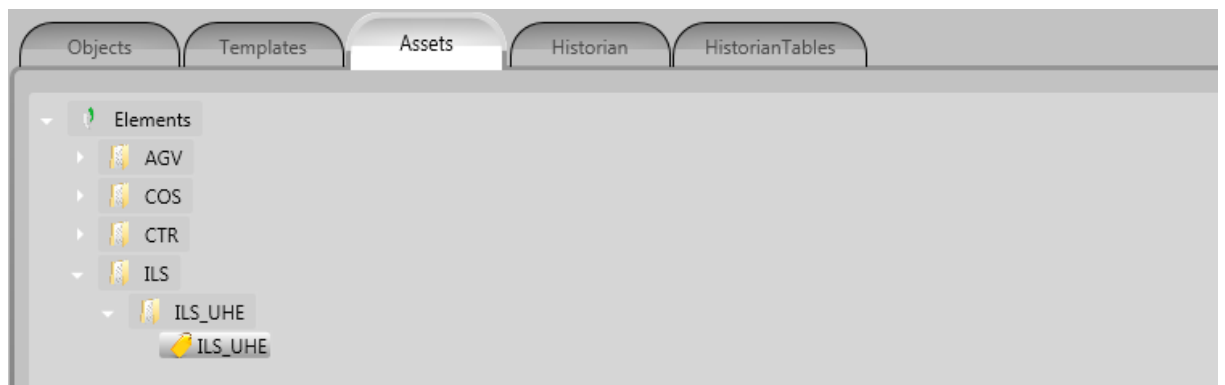 Objects Templates Assets Historian HistorianTables
Elements
AGV
COS
CTR
ILS
ILS_UHE
ILS_UHE